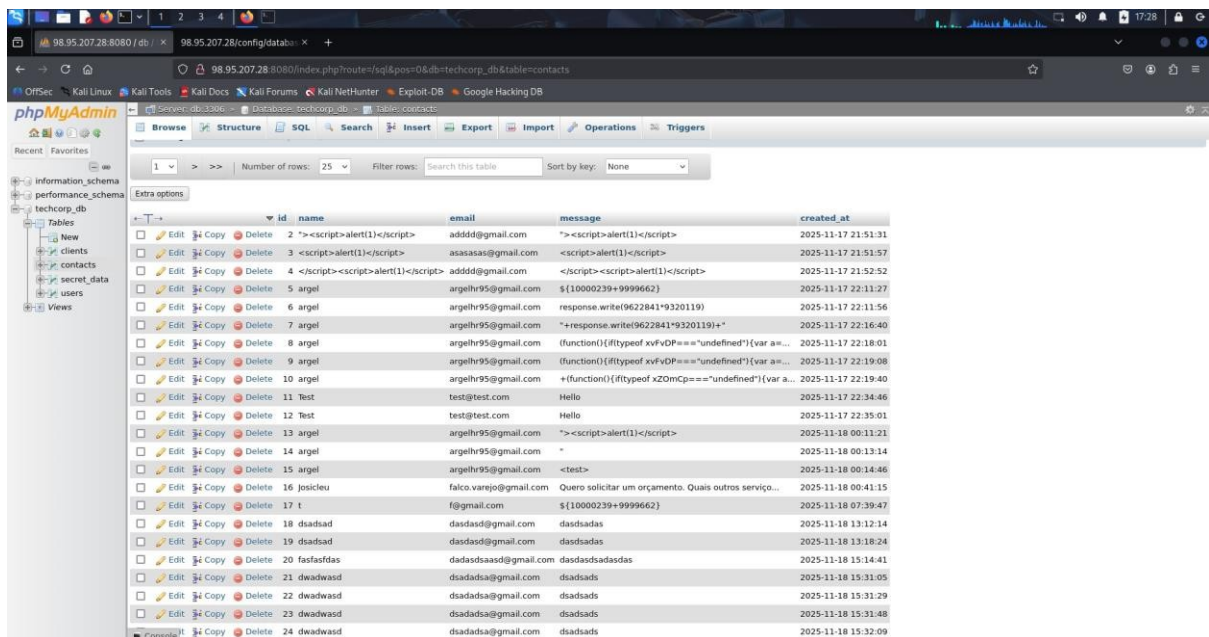 1 2 3 4
17:28
98.95.207.28:8080 / db / 98.95.207.28/config/databas
98.95.207.28:8080/index.php?route=/sql&pos=0&db=techcorp_db&table=contacts
OffSec Kali Linux Kali Tools Kali Docs Kali Forums Kali NetHunter Exploit-DB Google Hacking DB
phpMyAdmin
Recent Favorites
information_schema
performance_schema
techcorp_db
Tables
New
clients
contacts
secret_data
users
Views
Server: db:3306 » Database: techcorp_db » Table: contacts
Browse Structure SQL Search Insert Export Import Operations Triggers
1 > >> Number of rows: 25 Filter rows: Search this table Sort by key: None
Extra options
id name email message created_at
Edit Copy Delete 2 "><script>alert(1)</script> adddd@gmail.com "><script>alert(1)</script> 2025-11-17 21:51:31
Edit Copy Delete 3 <script>alert(1)</script> asasasas@gmail.com <script>alert(1)</script> 2025-11-17 21:51:57
Edit Copy Delete 4 </script><script>alert(1)</script> adddd@gmail.com </script><script>alert(1)</script> 2025-11-17 21:52:52
Edit Copy Delete 5 argel argelhr95@gmail.com ${10000239+9999662} 2025-11-17 22:11:27
Edit Copy Delete 6 argel argelhr95@gmail.com response.write(9622841*9320119) 2025-11-17 22:11:56
Edit Copy Delete 7 argel argelhr95@gmail.com "+response.write(9622841*9320119)+" 2025-11-17 22:16:40
Edit Copy Delete 8 argel argelhr95@gmail.com (function(){if(typeof xvFvDP==="undefined"){var a=... 2025-11-17 22:18:01
Edit Copy Delete 9 argel argelhr95@gmail.com (function(){if(typeof xvFvDP==="undefined"){var a=... 2025-11-17 22:19:08
Edit Copy Delete 10 argel argelhr95@gmail.com +(function(){if(typeof xZOmCp==="undefined"){var a... 2025-11-17 22:19:40
Edit Copy Delete 11 Test test@test.com Hello 2025-11-17 22:34:46
Edit Copy Delete 12 Test test@test.com Hello 2025-11-17 22:35:01
Edit Copy Delete 13 argel argelhr95@gmail.com "><script>alert(1)</script> 2025-11-18 00:11:21
Edit Copy Delete 14 argel argelhr95@gmail.com " 2025-11-18 00:13:14
Edit Copy Delete 15 argel argelhr95@gmail.com <test> 2025-11-18 00:14:46
Edit Copy Delete 16 Josicleu falco.varejo@gmail.com Quero solicitar um orçamento. Quais outros serviço... 2025-11-18 00:41:15
Edit Copy Delete 17 t f@gmail.com ${10000239+9999662} 2025-11-18 07:39:47
Edit Copy Delete 18 dsadsad dasdasd@gmail.com dasdsadas 2025-11-18 13:12:14
Edit Copy Delete 19 dsadsad dasdasd@gmail.com dasdsadas 2025-11-18 13:18:24
Edit Copy Delete 20 fasfasfdas dadasdsaasd@gmail.com dasdasdsadasdas 2025-11-18 15:14:41
Edit Copy Delete 21 dwadwasd dsadadsa@gmail.com dsadsads 2025-11-18 15:31:05
Edit Copy Delete 22 dwadwasd dsadadsa@gmail.com dsadsads 2025-11-18 15:31:29
Edit Copy Delete 23 dwadwasd dsadadsa@gmail.com dsadsads 2025-11-18 15:31:48
Console Copy Delete 24 dwadwasd dsadadsa@gmail.com dsadsads 2025-11-18 15:32:09